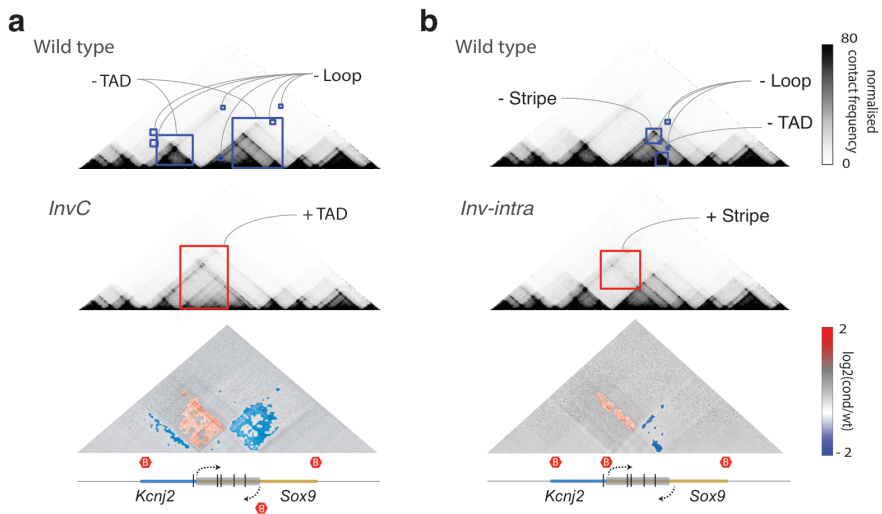 a
Wild type
- TAD
- Loop
InvC
+ TAD
B
B
B
Kcnj2
Sox9
b
Wild type
- Stripe
- Loop
- TAD
80
0
normalised
contact frequency
Inv-intra
+ Stripe
2
- 2
log2(cond/wt)
B
B
B
Kcnj2
Sox9